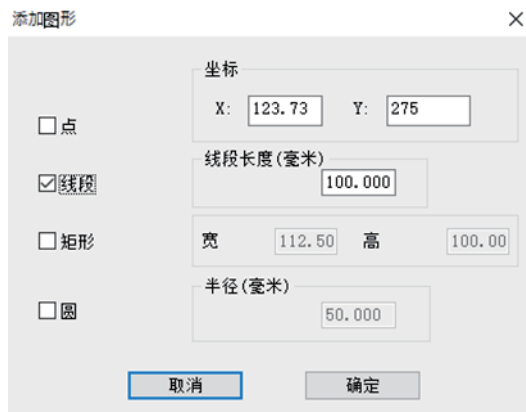 添加图形
坐标
X: 123.73 Y: 275
点
线段长度(毫米)
线段 100.000
矩形 宽 112.50 高 100.00
半径(毫米)
圆 50.000
取消 确定